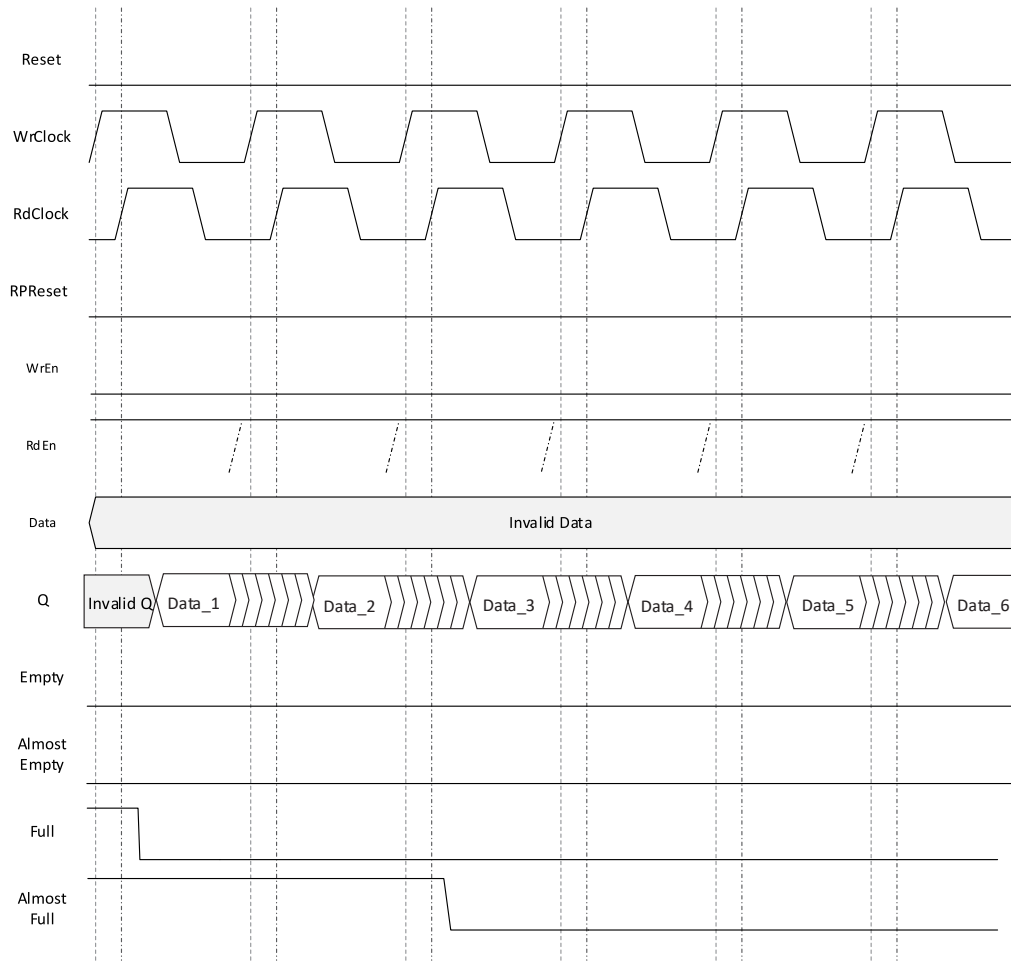 Reset
WrClock
RdClock
RPReset
WrEn
RdEn
Data
Invalid Data
Q
Invalid Q
Data_1
Data_2
Data_3
Data_4
Data_5
Data_6
Empty
Almost
Empty
Full
Almost
Full